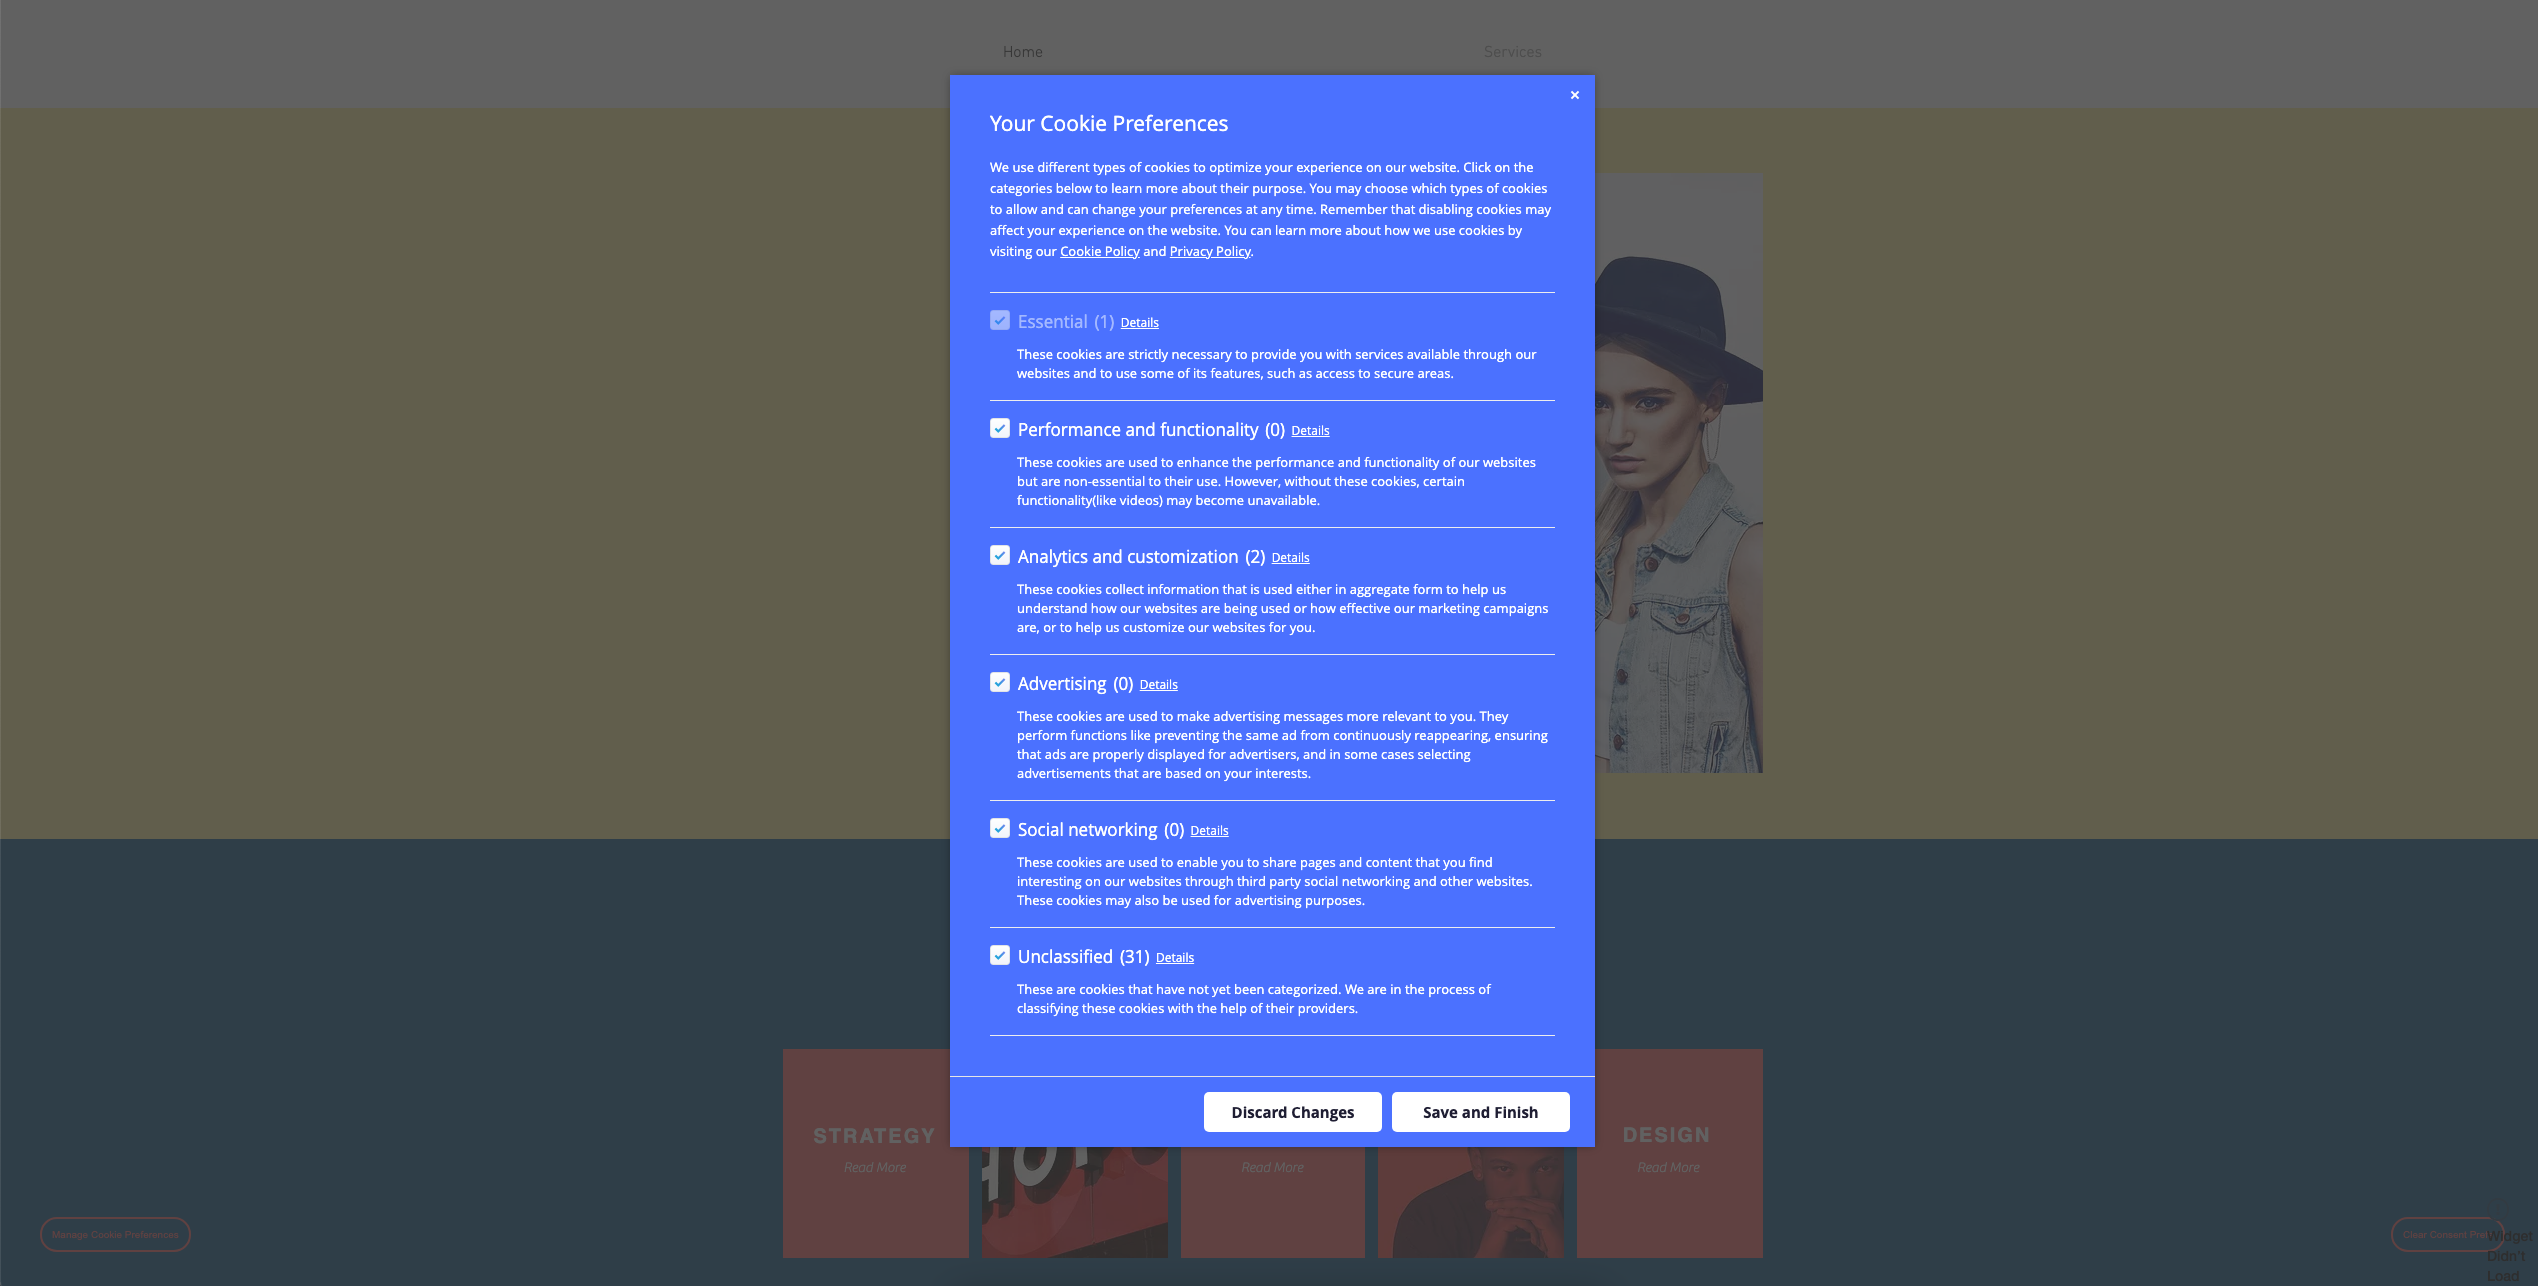 Home
Services
×
Your Cookie Preferences
We use different types of cookies to optimize your experience on our website. Click on the
categories below to learn more about their purpose. You may choose which types of cookies
to allow and can change your preferences at any time. Remember that disabling cookies may
affect your experience on the website. You can learn more about how we use cookies by
visiting our Cookie Policy and Privacy Policy.
Essential (1) Details
These cookies are strictly necessary to provide you with services available through our
websites and to use some of its features, such as access to secure areas.
Performance and functionality (0) Details
These cookies are used to enhance the performance and functionality of our websites
but are non-essential to their use. However, without these cookies, certain
functionality(like videos) may become unavailable.
Analytics and customization (2) Details
These cookies collect information that is used either in aggregate form to help us
understand how our websites are being used or how effective our marketing campaigns
are, or to help us customize our websites for you.
Advertising (0) Details
These cookies are used to make advertising messages more relevant to you. They
perform functions like preventing the same ad from continuously reappearing, ensuring
that ads are properly displayed for advertisers, and in some cases selecting
advertisements that are based on your interests.
Social networking (0) Details
These cookies are used to enable you to share pages and content that you find
interesting on our websites through third party social networking and other websites.
These cookies may also be used for advertising purposes.
Unclassified (31) Details
These are cookies that have not yet been categorized. We are in the process of
classifying these cookies with the help of their providers.
Discard Changes
Save and Finish
STRATEGY
Read More
Read More
DESIGN
Read More
Manage Cookie Preferences
Clear Consent
Widget
Didn't
Load